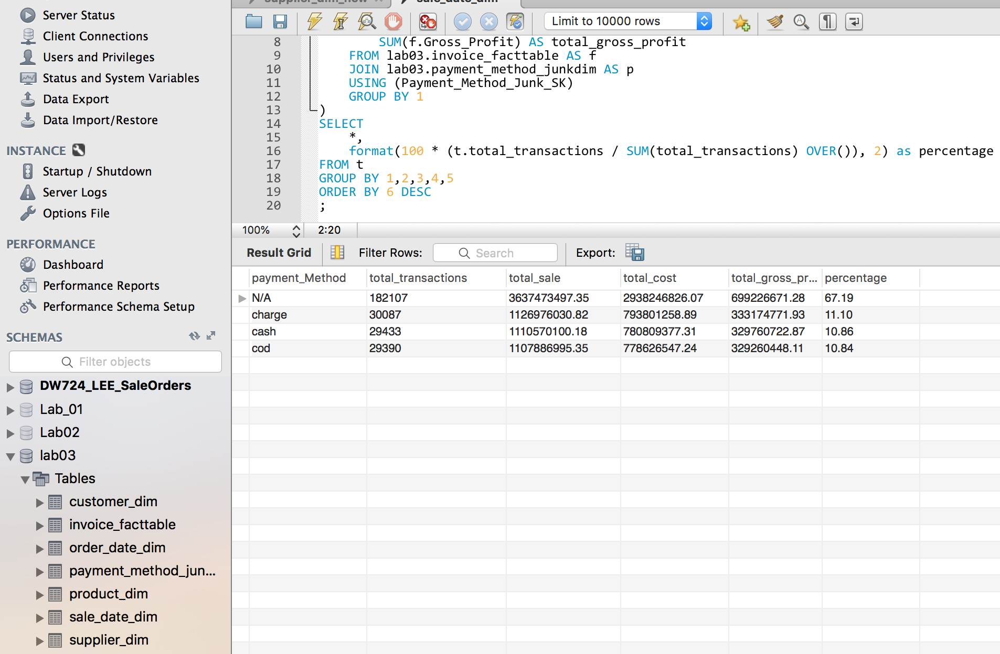 Server Status
Client Connections
Users and Privileges
Status and System Variables
Data Export
Data Import/Restore
INSTANCE
Startup / Shutdown
Server Logs
Options File
PERFORMANCE
Dashboard
Performance Reports
Performance Schema Setup
SCHEMAS
Filter objects
DW724_LEE_SaleOrders
Lab_01
Lab02
lab03
Tables
customer_dim
invoice_facttable
order_date_dim
payment_method_jun...
product_dim
sale_date_dim
supplier_dim
supplier_dim_new sale_date_dim
Limit to 10000 rows
8 SUM(f.Gross_Profit) AS total_gross_profit
9 FROM lab03.invoice_facttable AS f
10 JOIN lab03.payment_method_junkdim AS p
11 USING (Payment_Method_Junk_SK)
12 GROUP BY 1
13 )
14 SELECT
15 *,
16 format(100 * (t.total_transactions / SUM(total_transactions) OVER()), 2) as percentage
17 FROM t
18 GROUP BY 1,2,3,4,5
19 ORDER BY 6 DESC
20 ;
100% 2:20
Result Grid Filter Rows: Search Export:
payment_Method total_transactions total_sale total_cost total_gross_pr... percentage
N/A 182107 3637473497.35 2938246826.07 699226671.28 67.19
charge 30087 1126976030.82 793801258.89 333174771.93 11.10
cash 29433 1110570100.18 780809377.31 329760722.87 10.86
cod 29390 1107886995.35 778626547.24 329260448.11 10.84